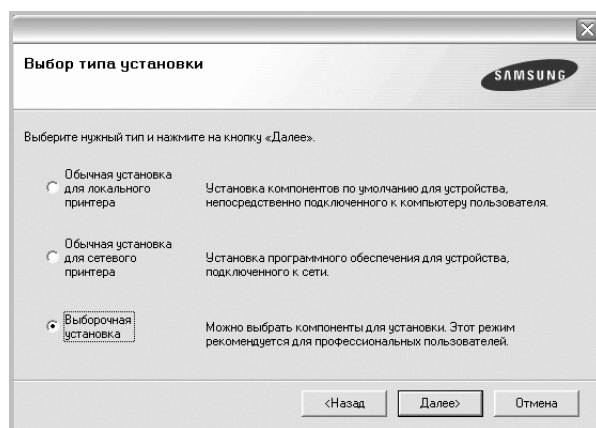 Выбор типа установки
SAMSUNG
Выберите нужный тип и нажмите на кнопку «Далее».
Обычная установка
для локального
принтера
Установка компонентов по умолчанию для устройства,
непосредственно подключенного к компьютеру пользователя.
Обычная установка
для сетевого
принтера
Установка программного обеспечения для устройства,
подключенного к сети.
Выборочная
установка
Можно выбрать компоненты для установки. Этот режим
рекомендуется для профессиональных пользователей.
<Назад
Далее>
Отмена